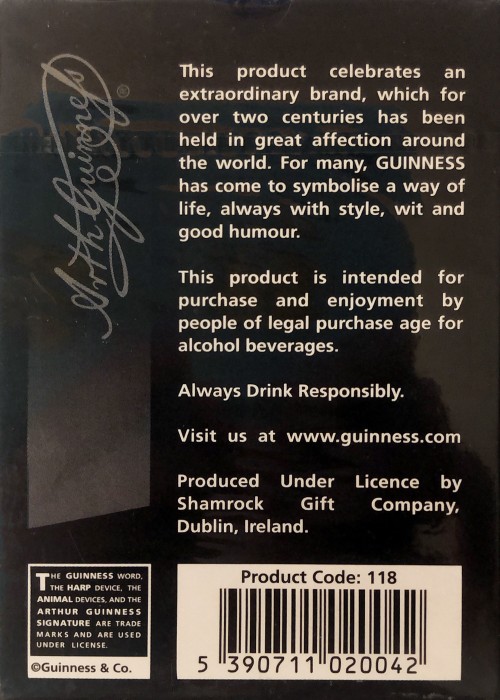 Arth Guinness ®
This product celebrates an
extraordinary brand, which for
over two centuries has been
held in great affection around
the world. For many, GUINNESS
has come to symbolise a way of
life, always with style, wit and
good humour.
This product is intended for
purchase and enjoyment by
people of legal purchase age for
alcohol beverages.
Always Drink Responsibly.
Visit us at www.guinness.com
Produced Under Licence by
Shamrock Gift Company,
Dublin, Ireland.
THE GUINNESS WORD,
THE HARP DEVICE, THE
ANIMAL DEVICES, AND THE
ARTHUR GUINNESS
SIGNATURE ARE TRADE
MARKS AND ARE USED
UNDER LICENSE.
©Guinness & Co.
Product Code: 118
5 390711 020042